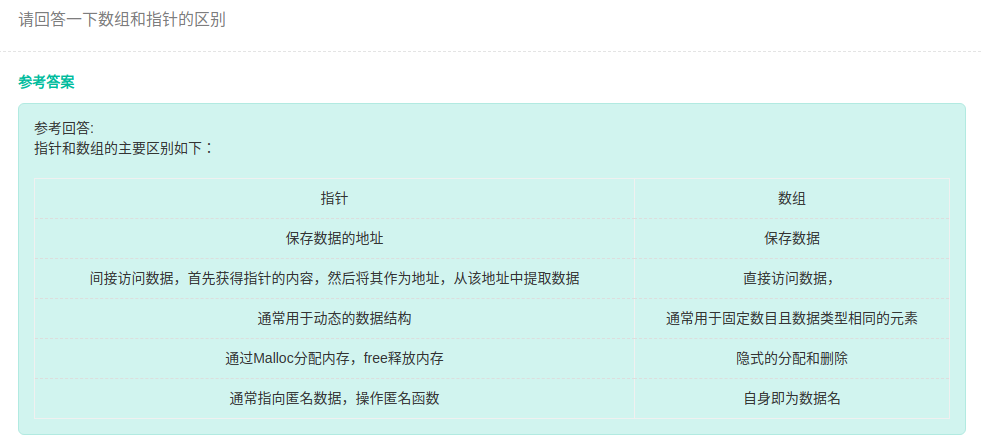 请回答一下数组和指针的区别
参考答案
参考回答:
指针和数组的主要区别如下：
指针 数组
保存数据的地址 保存数据
间接访问数据，首先获得指针的内容，然后将其作为地址，从该地址中提取数据 直接访问数据，
通常用于动态的数据结构 通常用于固定数目且数据类型相同的元素
通过Malloc分配内存，free释放内存 隐式的分配和删除
通常指向匿名数据，操作匿名函数 自身即为数据名